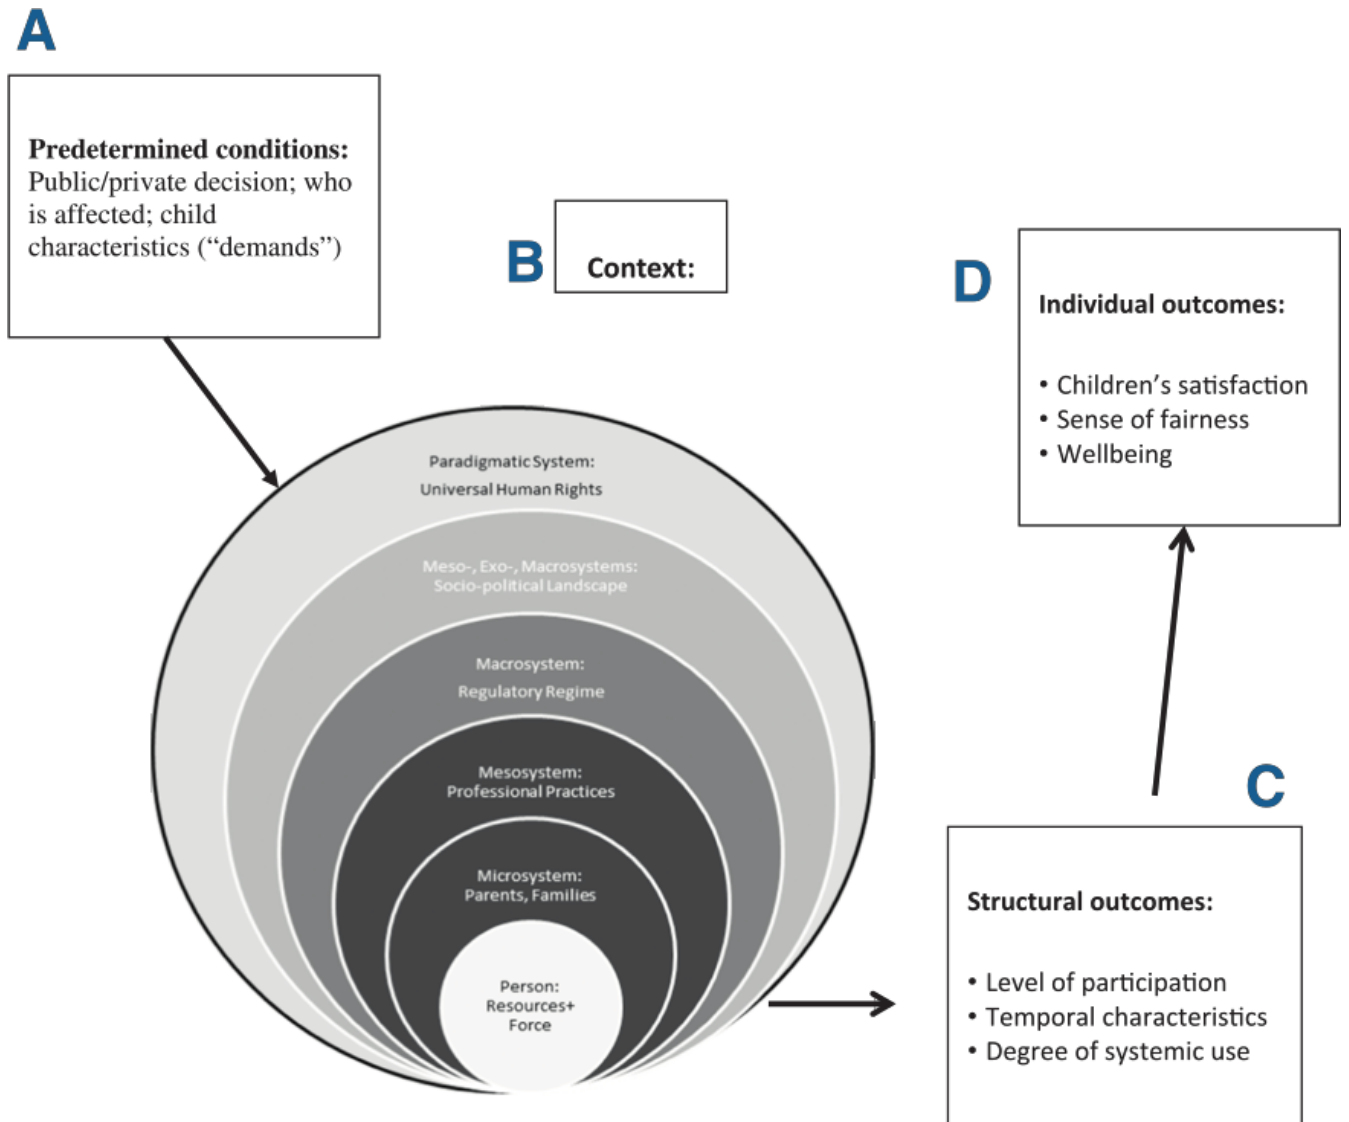 A
Predetermined conditions:
Public/private decision; who
is affected; child
characteristics (“demands”)
B
Context:
Paradigmatic System:
Universal Human Rights
Meso-, Exo-, Macrosystems:
Socio-political Landscape
Macrosystem:
Regulatory Regime
Mesosystem:
Professional Practices
Microsystem:
Parents, Families
Person:
Resources+
Force
C
Structural outcomes:
• Level of participation
• Temporal characteristics
• Degree of systemic use
D
Individual outcomes:
• Children’s satisfaction
• Sense of fairness
• Wellbeing